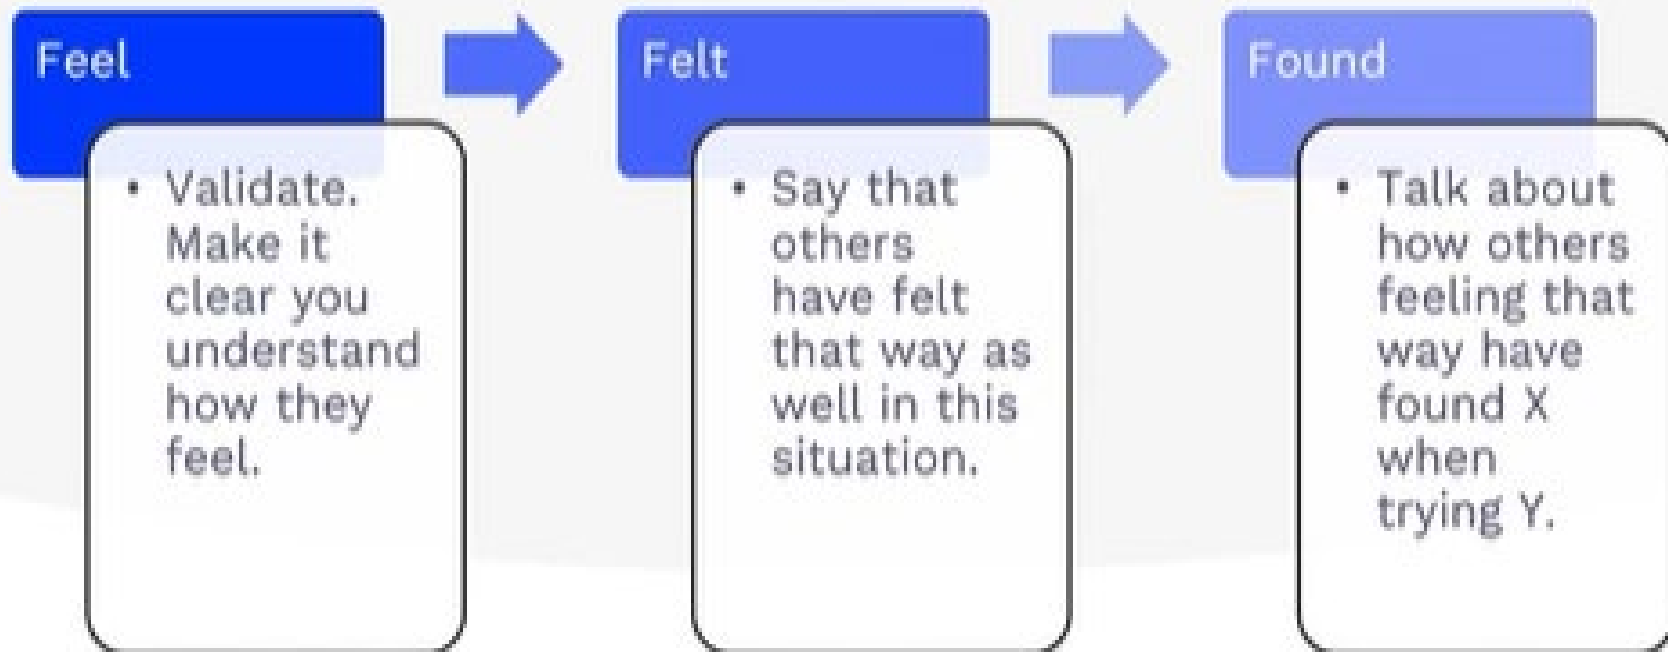 Feel
• Validate.
Make it
clear you
understand
how they
feel.
Felt
• Say that
others
have felt
that way as
well in this
situation.
Found
• Talk about
how others
feeling that
way have
found X
when
trying Y.